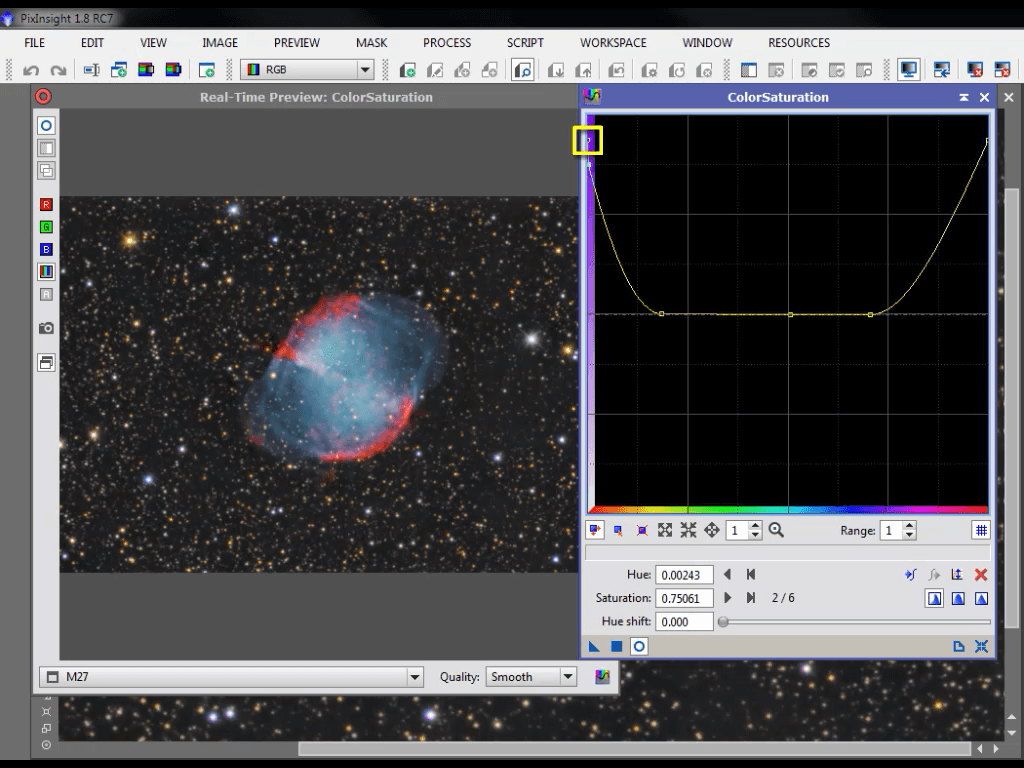 PixInsight 1.8 RC7
FILE EDIT VIEW IMAGE PREVIEW MASK PROCESS SCRIPT WORKSPACE WINDOW RESOURCES
RGB
Real-Time Preview: ColorSaturation
ColorSaturation
R
G
B
1
Range: 1
Hue: 0.00243
Saturation: 0.75061 2 / 6
Hue shift: 0.000
M27
Quality: Smooth